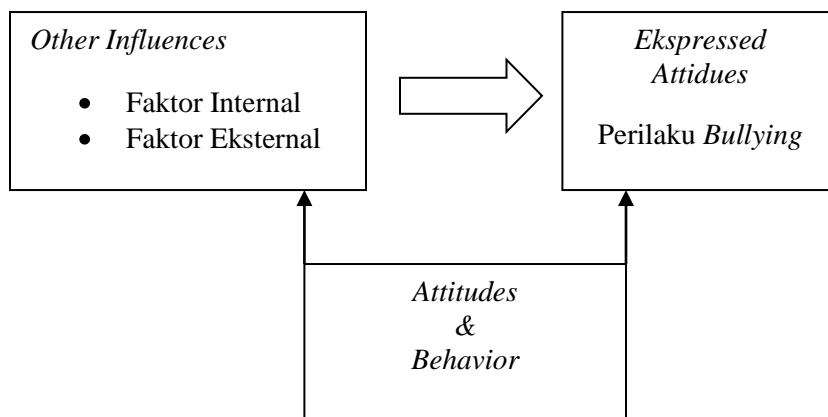 Other Influences
• Faktor Internal
• Faktor Eksternal
Ekspressed
Attidues
Perilaku Bullying
Attitudes
&
Behavior